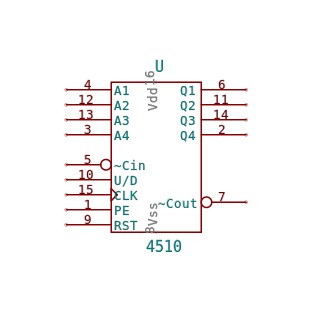 U
4 A1 Vdd 16 Q1 6
12 A2 Q2 11
13 A3 Q3 14
3 A4 Q4 2
5 ~Cin
10 U/D
15 CLK 8 Vss ~Cout 7
1 PE
9 RST
4510